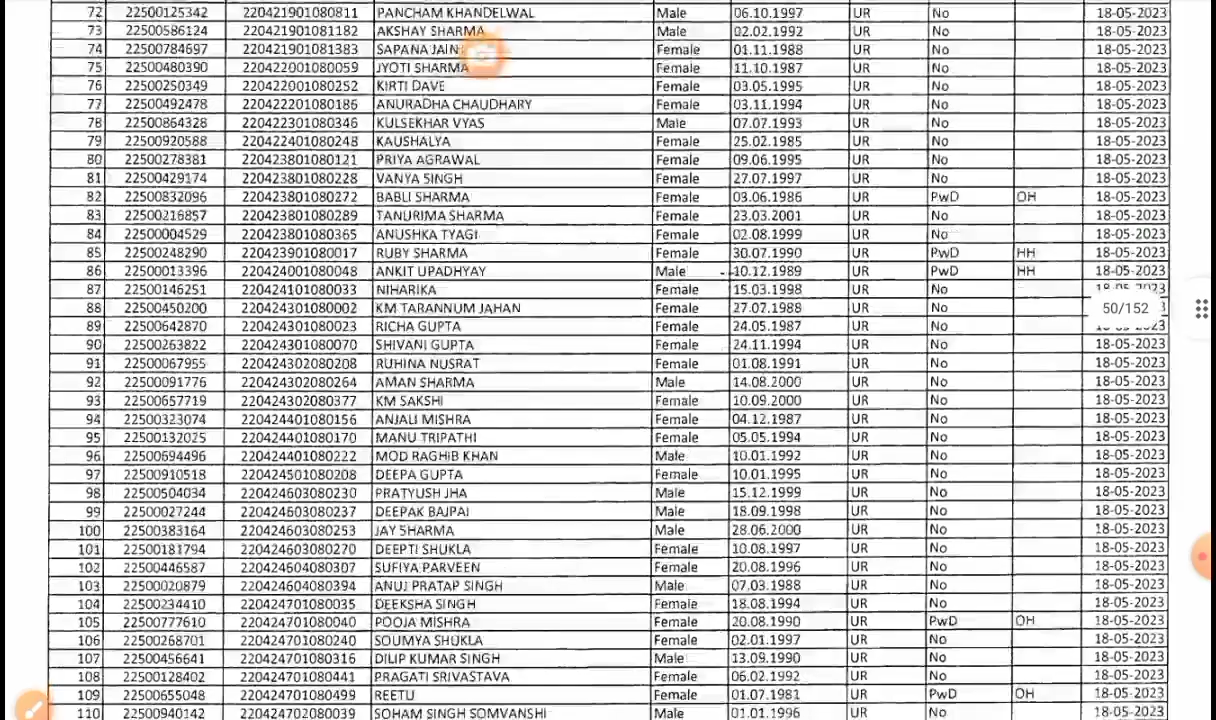 72 22500125342 220421901080811 PANCHAM KHANDELWAL Male 06.10.1997 UR No 18-05-2023
73 22500586124 220421901081182 AKSHAY SHARMA Male 02.02.1992 UR No 18-05-2023
74 22500784697 220421901081383 SAPANA JAIN Female 01.11.1988 UR No 18-05-2023
75 22500480390 220422001080059 JYOTI SHARMA Female 11.10.1987 UR No 18-05-2023
76 22500250349 220422001080252 KIRTI DAVE Female 03.05.1995 UR No 18-05-2023
77 22500492478 220422201080186 ANURADHA CHAUDHARY Female 03.11.1994 UR No 18-05-2023
78 22500864328 220422301080346 KULSEKHAR VYAS Male 07.07.1993 UR No 18-05-2023
79 22500920588 220422401080248 KAUSHALYA Female 25.02.1985 UR No 18-05-2023
80 22500278381 220423801080121 PRIYA AGRAWAL Female 09.06.1995 UR No 18-05-2023
81 22500429174 220423801080228 VANYA SINGH Female 27.07.1997 UR No 18-05-2023
82 22500832096 220423801080272 BABLI SHARMA Female 03.06.1986 UR PwD OH 18-05-2023
83 22500216857 220423801080289 TANURIMA SHARMA Female 23.03.2001 UR No 18-05-2023
84 22500004529 220423801080365 ANUSHKA TYAGI Female 02.08.1999 UR No 18-05-2023
85 22500248290 220423901080017 RUBY SHARMA Female 30.07.1990 UR PwD HH 18-05-2023
86 22500013396 220424001080048 ANKIT UPADHYAY Male 10.12.1989 UR PwD HH 18-05-2023
87 22500146251 220424101080033 NIHARIKA Female 15.03.1998 UR No
88 22500450200 220424301080002 KM TARANNUM JAHAN Female 27.07.1988 UR No 50/152
89 22500642870 220424301080023 RICHA GUPTA Female 24.05.1987 UR No
90 22500263822 220424301080070 SHIVANI GUPTA Female 24.11.1994 UR No 18-05-2023
91 22500067955 220424302080208 RUHINA NUSRAT Female 01.08.1991 UR No 18-05-2023
92 22500091776 220424302080264 AMAN SHARMA Male 14.08.2000 UR No 18-05-2023
93 22500657719 220424302080377 KM SAKSHI Female 10.09.2000 UR No 18-05-2023
94 22500323074 220424401080156 ANJALI MISHRA Female 04.12.1987 UR No 18-05-2023
95 22500132025 220424401080170 MANU TRIPATHI Female 05.05.1994 UR No 18-05-2023
96 22500694496 220424401080222 MOD RAGHIB KHAN Male 10.01.1992 UR No 18-05-2023
97 22500910518 220424501080208 DEEPA GUPTA Female 10.01.1995 UR No 18-05-2023
98 22500504034 220424603080230 PRATYUSH JHA Male 15.12.1999 UR No 18-05-2023
99 22500027244 220424603080237 DEEPAK BAJPAI Male 18.09.1998 UR No 18-05-2023
100 22500383164 220424603080253 JAY SHARMA Male 28.06.2000 UR No 18-05-2023
101 22500181794 220424603080270 DEEPTI SHUKLA Female 10.08.1997 UR No 18-05-2023
102 22500446587 220424604080307 SUFIYA PARVEEN Female 20.08.1996 UR No 18-05-2023
103 22500020879 220424604080394 ANUJ PRATAP SINGH Male 07.03.1988 UR No 18-05-2023
104 22500234410 220424701080035 DEEKSHA SINGH Female 18.08.1994 UR No 18-05-2023
105 22500777610 220424701080040 POOJA MISHRA Female 20.08.1990 UR PwD OH 18-05-2023
106 22500268701 220424701080240 SOUMYA SHUKLA Female 02.01.1997 UR No 18-05-2023
107 22500456641 220424701080316 DILIP KUMAR SINGH Male 13.09.1990 UR No 18-05-2023
108 22500128402 220424701080441 PRAGATI SRIVASTAVA Female 06.02.1992 UR No 18-05-2023
109 22500655048 220424701080499 REETU Female 01.07.1981 UR PwD OH 18-05-2023
110 22500940142 220424702080039 SOHAM SINGH SOMVANSHI Male 01.01.1996 UR No 18-05-2023